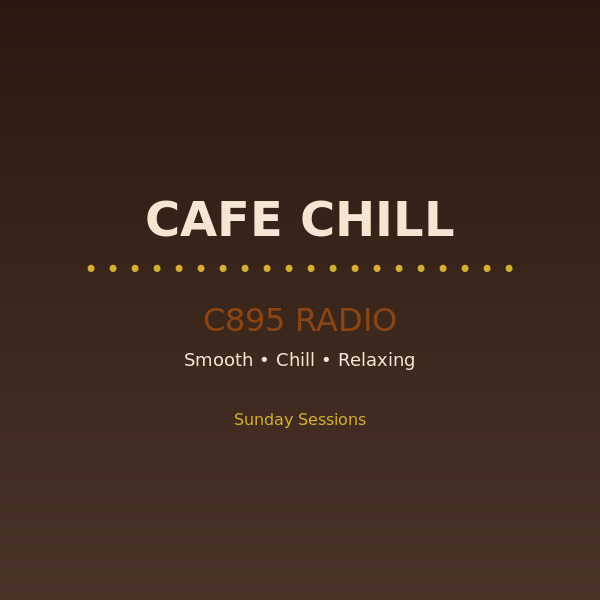 CAFE CHILL
C895 RADIO
Smooth • Chill • Relaxing
Sunday Sessions